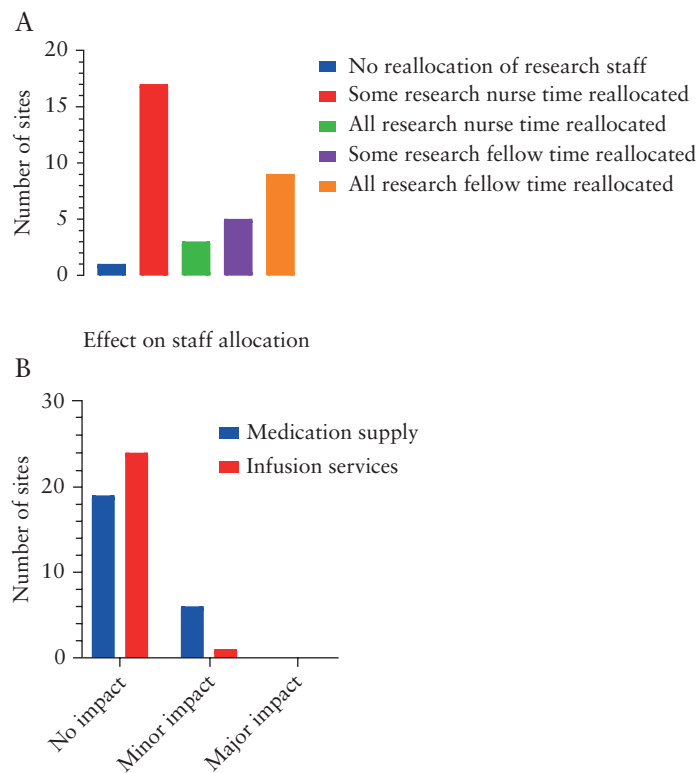 A
20
15
10
5
0
Number of sites
No reallocation of research staff
Some research nurse time reallocated
All research nurse time reallocated
Some research fellow time reallocated
All research fellow time reallocated
Effect on staff allocation
B
30
20
10
0
Number of sites
Medication supply
Infusion services
No impact
Minor impact
Major impact